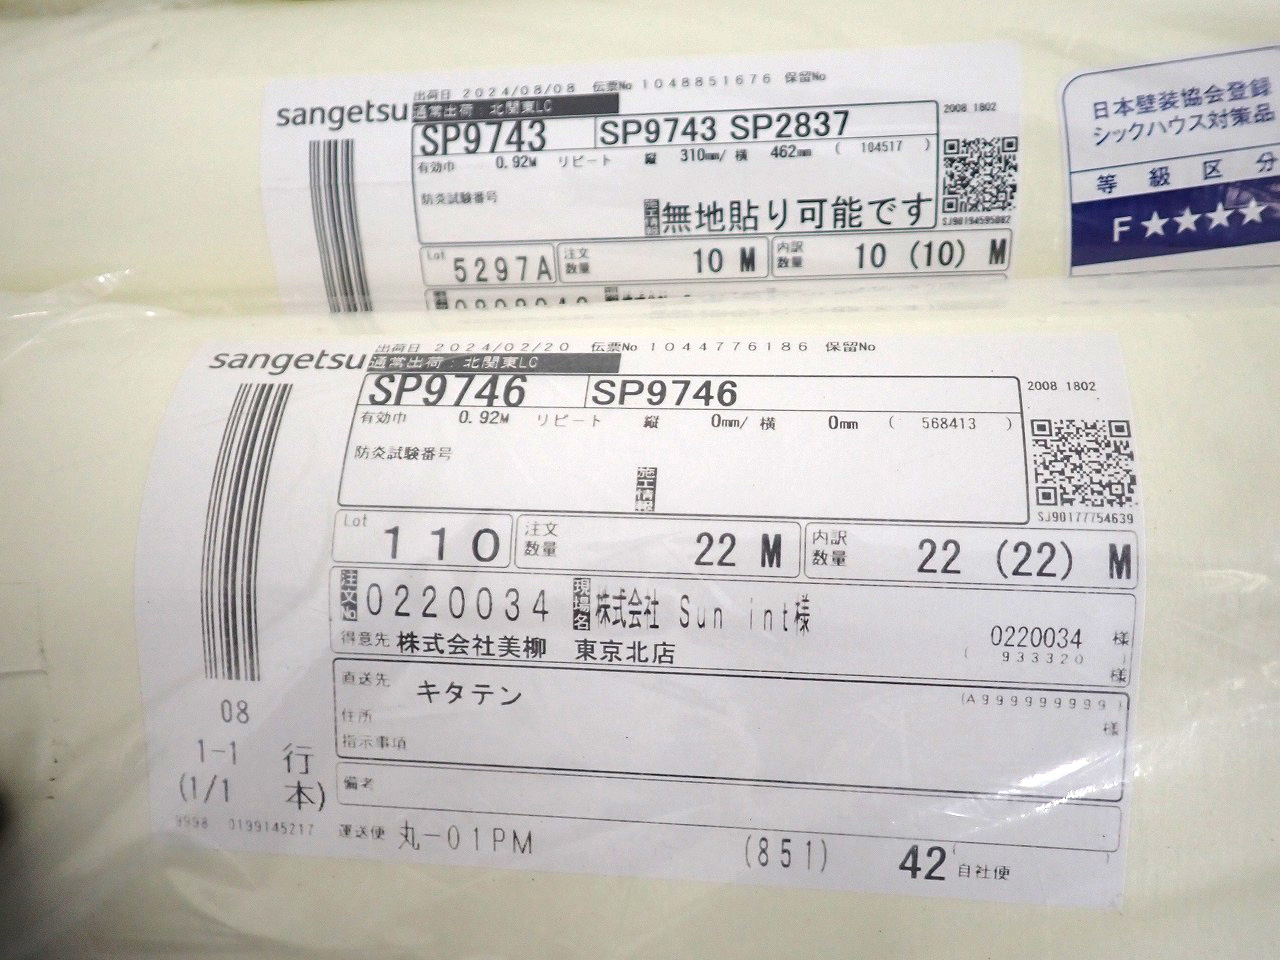 出荷日 2024/08/08 伝票No 1048851676 保留No
sangetsu
通常出荷: 北関東LC
SP9743 SP9743 SP2837
2008 1802
有効巾 0.92M リピート 縦 310mm/ 横 462mm ( 104517 )
防炎試験番号
施工情報 無地貼り可能です
SJ90194595082
Lot 5297A 注文数量 10 M 内訳数量 10 (10) M
日本壁装協会登録
シックハウス対策品
等級区分
F★★★★
出荷日 2024/02/20 伝票No 1044776186 保留No
sangetsu
通常出荷: 北関東LC
SP9746 SP9746
2008 1802
有効巾 0.92M リピート 縦 0mm/ 横 0mm ( 568413 )
防炎試験番号
施工情報
SJ90177754639
Lot 110 注文数量 22 M 内訳数量 22 (22) M
注文No 0220034 現場名 株式会社 Sun int様
0220034 様
得意先 株式会社美柳 東京北店
( 933320 )
様
直送先 キタテン
(A999999999)
様
住所
指示事項
備考
08
1-1 行
(1/1 本)
9998 0199145217
運送便 丸-01PM (851) 42 自社便